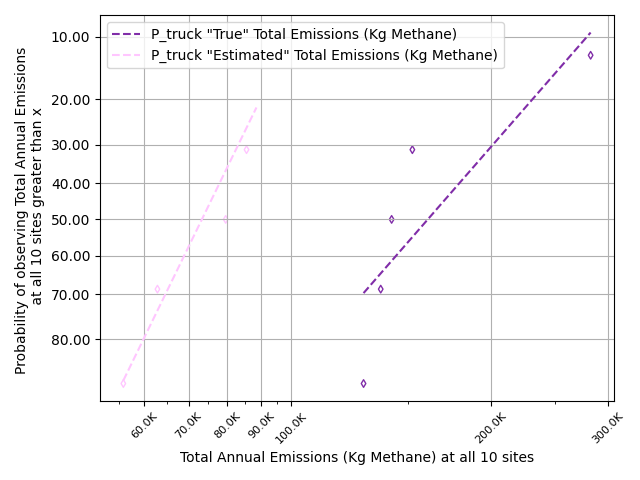 P_truck "True" Total Emissions (Kg Methane)
P_truck "Estimated" Total Emissions (Kg Methane)
Probability of observing Total Annual Emissions
at all 10 sites greater than x
10.00
20.00
30.00
40.00
50.00
60.00
70.00
80.00
60.0K
70.0K
80.0K
90.0K
100.0K
200.0K
300.0K
Total Annual Emissions (Kg Methane) at all 10 sites